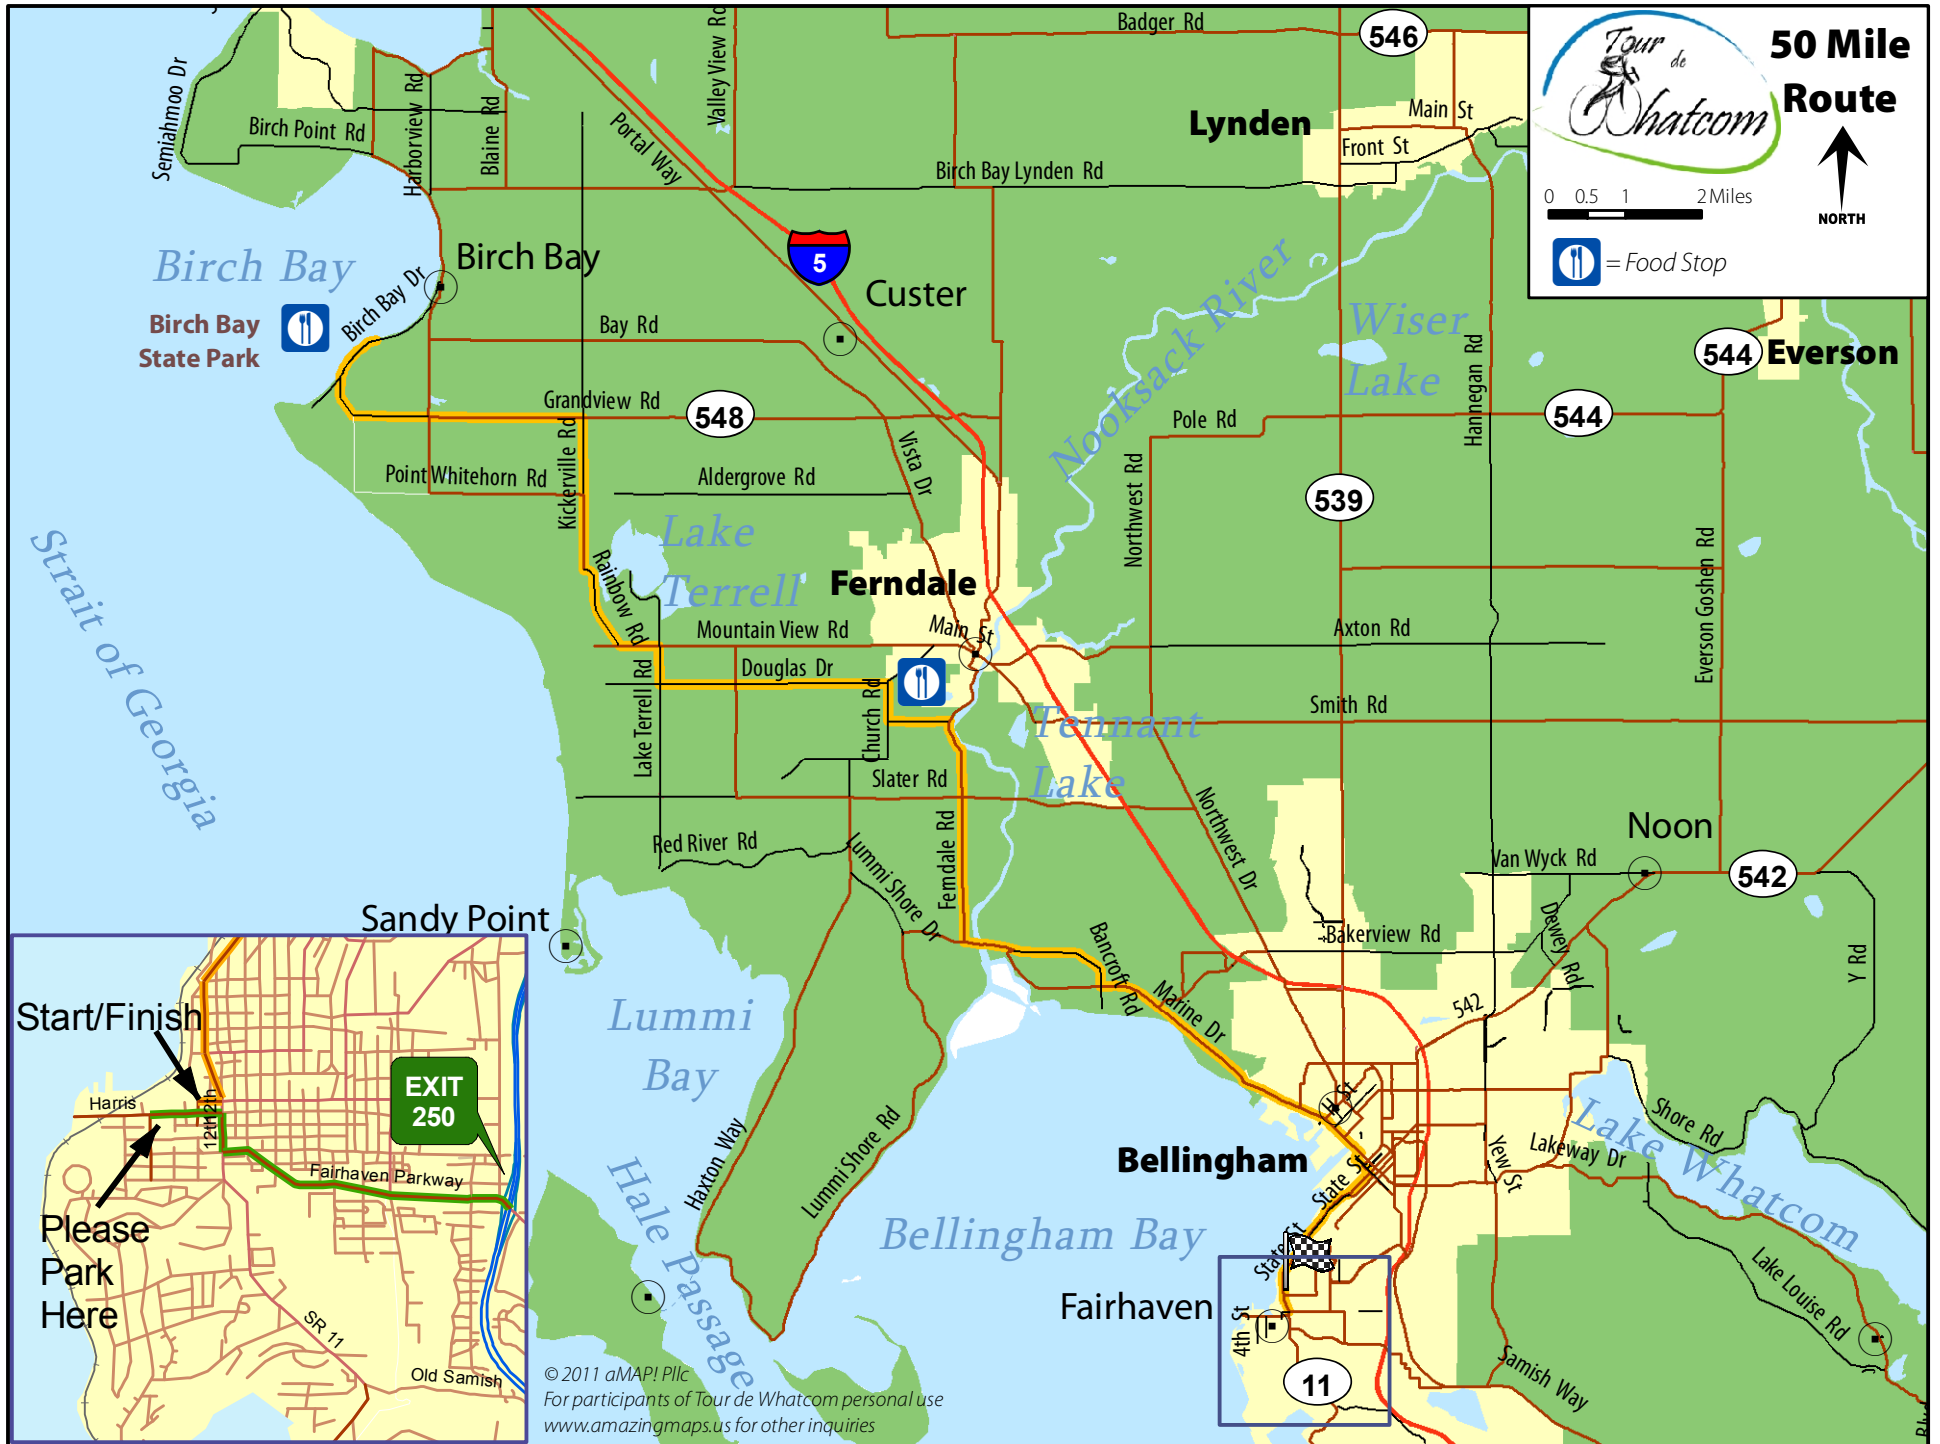 Tour
de
Whatcom
50 Mile
Route
NORTH
0 0.5 1 2 Miles
= Food Stop
Badger Rd
546
Valley View Rd
Semiahmoo Dr
Birch Point Rd
Harborview Rd
Blaine Rd
Portal Way
Lynden
Main St
Front St
Birch Bay Lynden Rd
Birch Bay
Birch Bay
5
Custer
Birch Bay Dr
Birch Bay
State Park
Bay Rd
Nooksack River
Wiser
Lake
Hannegan Rd
544
Everson
Grandview Rd
548
Pole Rd
544
Kickerville Rd
Vista Dr
Point Whitehorn Rd
Aldergrove Rd
Northwest Rd
539
Strait of Georgia
Lake
Terrell
Rainbow Rd
Ferndale
Everson Goshen Rd
Mountain View Rd
Main St
Axton Rd
Lake Terrell Rd
Douglas Dr
Church Rd
Tennant
Lake
Smith Rd
Slater Rd
Northwest Dr
Red River Rd
Lummi Shore Dr
Ferndale Rd
Noon
Van Wyck Rd
542
Sandy Point
Bancroft Rd
Bakerview Rd
Dewey Rd
Y Rd
Marine Dr
542
Lummi
Bay
H St
Shore Rd
Lake Whatcom
Bellingham
Yew St
Lakeway Dr
State St
Haxton Way
Lummi Shore Rd
Hale Passage
Bellingham Bay
State St
Lake Louise Rd
Fairhaven
4th St
11
Samish Way
Blvd
Start/Finish
Harris
12th
12th
EXIT
250
Fairhaven Parkway
Please
Park
Here
SR 11
Old Samish
© 2011 aMAP! Pllc
For participants of Tour de Whatcom personal use
www.amazingmaps.us for other inquiries